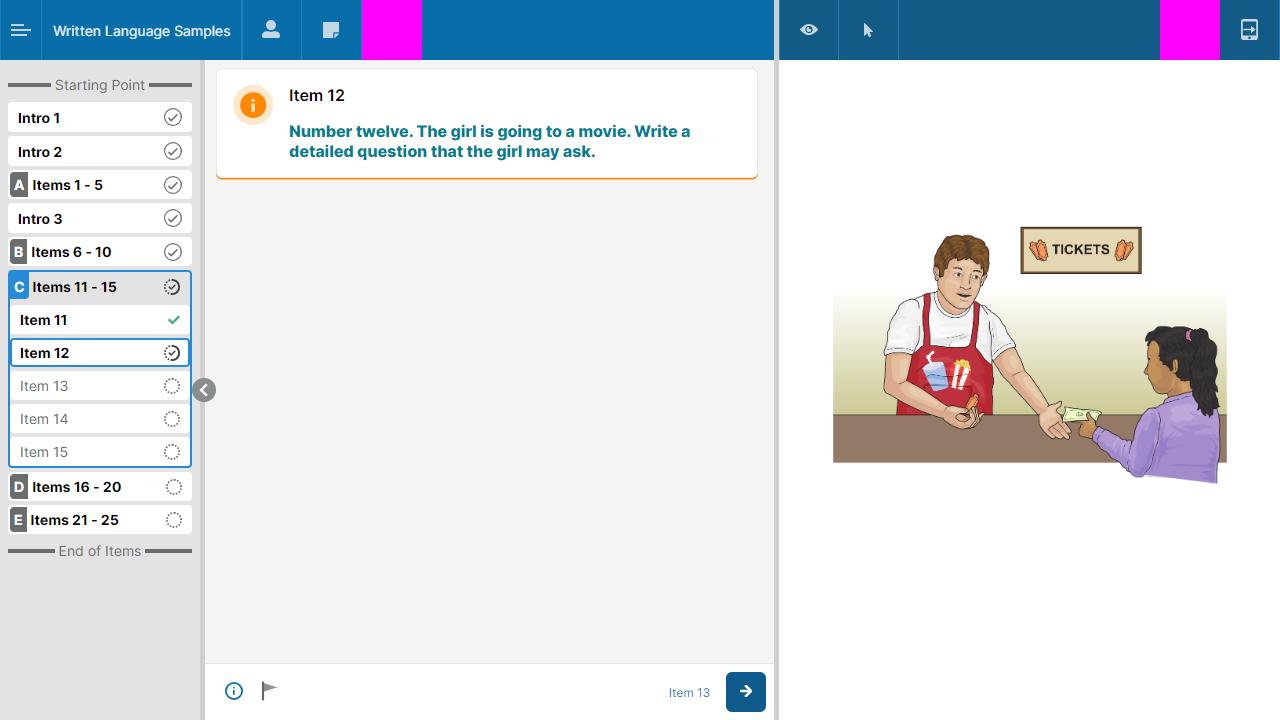 Written Language Samples
Starting Point
Intro 1
Intro 2
A Items 1 - 5
Intro 3
B Items 6 - 10
C Items 11 - 15
Item 11
Item 12
Item 13
Item 14
Item 15
D Items 16 - 20
E Items 21 - 25
End of Items
Item 12
Number twelve. The girl is going to a movie. Write a
detailed question that the girl may ask.
Item 13
TICKETS